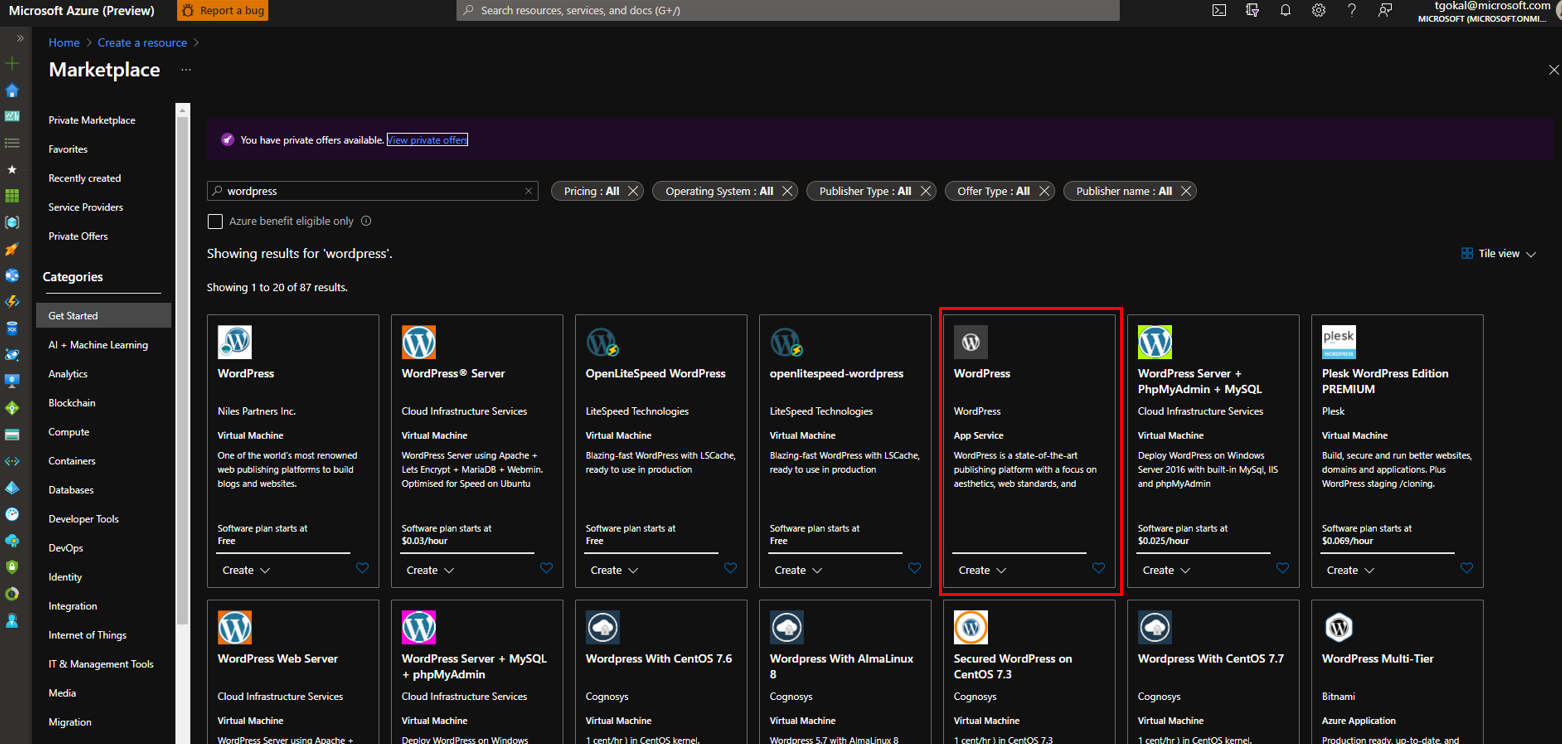 Microsoft Azure (Preview)
Report a bug
Search resources, services, and docs (G+/)
tgokal@microsoft.com
MICROSOFT (MICROSOFT.ONMI...
Home > Create a resource >
Marketplace ...
Private Marketplace
Favorites
Recently created
Service Providers
Private Offers
Categories
Get Started
AI + Machine Learning
Analytics
Blockchain
Compute
Containers
Databases
Developer Tools
DevOps
Identity
Integration
Internet of Things
IT & Management Tools
Media
Migration
You have private offers available. View private offers
wordpress
Pricing : All
Operating System : All
Publisher Type : All
Offer Type : All
Publisher name : All
Azure benefit eligible only
Showing results for 'wordpress'.
Tile view
Showing 1 to 20 of 87 results.
WordPress
Niles Partners Inc.
Virtual Machine
One of the world's most renowned
web publishing platforms to build
blogs and websites.
Software plan starts at
Free
Create
WordPress® Server
Cloud Infrastructure Services
Virtual Machine
WordPress Server using Apache +
Lets Encrypt + MariaDB + Webmin.
Optimised for Speed on Ubuntu
Software plan starts at
$0.03/hour
Create
OpenLiteSpeed WordPress
LiteSpeed Technologies
Virtual Machine
Blazing-fast WordPress with LSCache,
ready to use in production
Software plan starts at
Free
Create
openlitespeed-wordpress
LiteSpeed Technologies
Virtual Machine
Blazing-fast WordPress with LSCache,
ready to use in production
Software plan starts at
Free
Create
WordPress
WordPress
App Service
WordPress is a state-of-the-art
publishing platform with a focus on
aesthetics, web standards, and
Create
WordPress Server +
PhpMyAdmin + MySQL
Cloud Infrastructure Services
Virtual Machine
Deploy WordPress on Windows
Server 2016 with built-in MySql, IIS
and phpMyAdmin
Software plan starts at
$0.025/hour
Create
plesk
WORDPRESS
Plesk WordPress Edition
PREMIUM
Plesk
Virtual Machine
Build, secure and run better websites,
domains and applications. Plus
WordPress staging /cloning.
Software plan starts at
$0.069/hour
Create
WordPress Web Server
Cloud Infrastructure Services
Virtual Machine
WordPress Server using Apache +
WordPress Server + MySQL
+ phpMyAdmin
Cloud Infrastructure Services
Virtual Machine
Deploy WordPress on Windows
Wordpress With CentOS 7.6
Cognosys
Virtual Machine
1 cent/hr ) in CentOS kernel,
Wordpress With AlmaLinux
8
Cognosys
Virtual Machine
Wordpress 5.7 with AlmaLinux 8
Secured WordPress on
CentOS 7.3
Cognosys
Virtual Machine
1 cent/hr ) in CentOS 7.3
Wordpress With CentOS 7.7
Cognosys
Virtual Machine
1 cent/hr ) in CentOS kernel,
WordPress Multi-Tier
Bitnami
Azure Application
Production ready, up-to-date, and